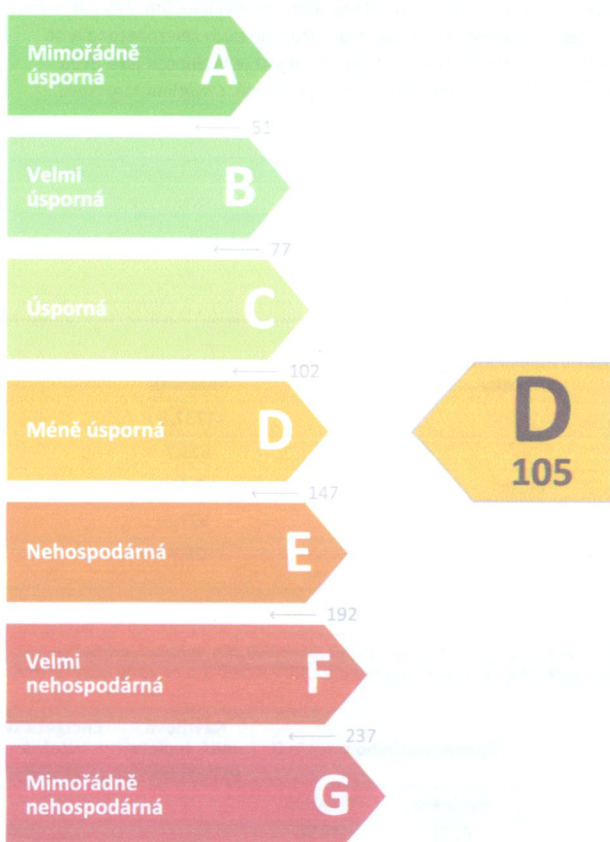 Mimořádně
úsporná
A
51
Velmi
úsporná
B
77
Úsporná
C
102
Méně úsporná
D
147
D
105
Nehospodárná
E
192
Velmi
nehospodárná
F
237
Mimořádně
nehospodárná
G